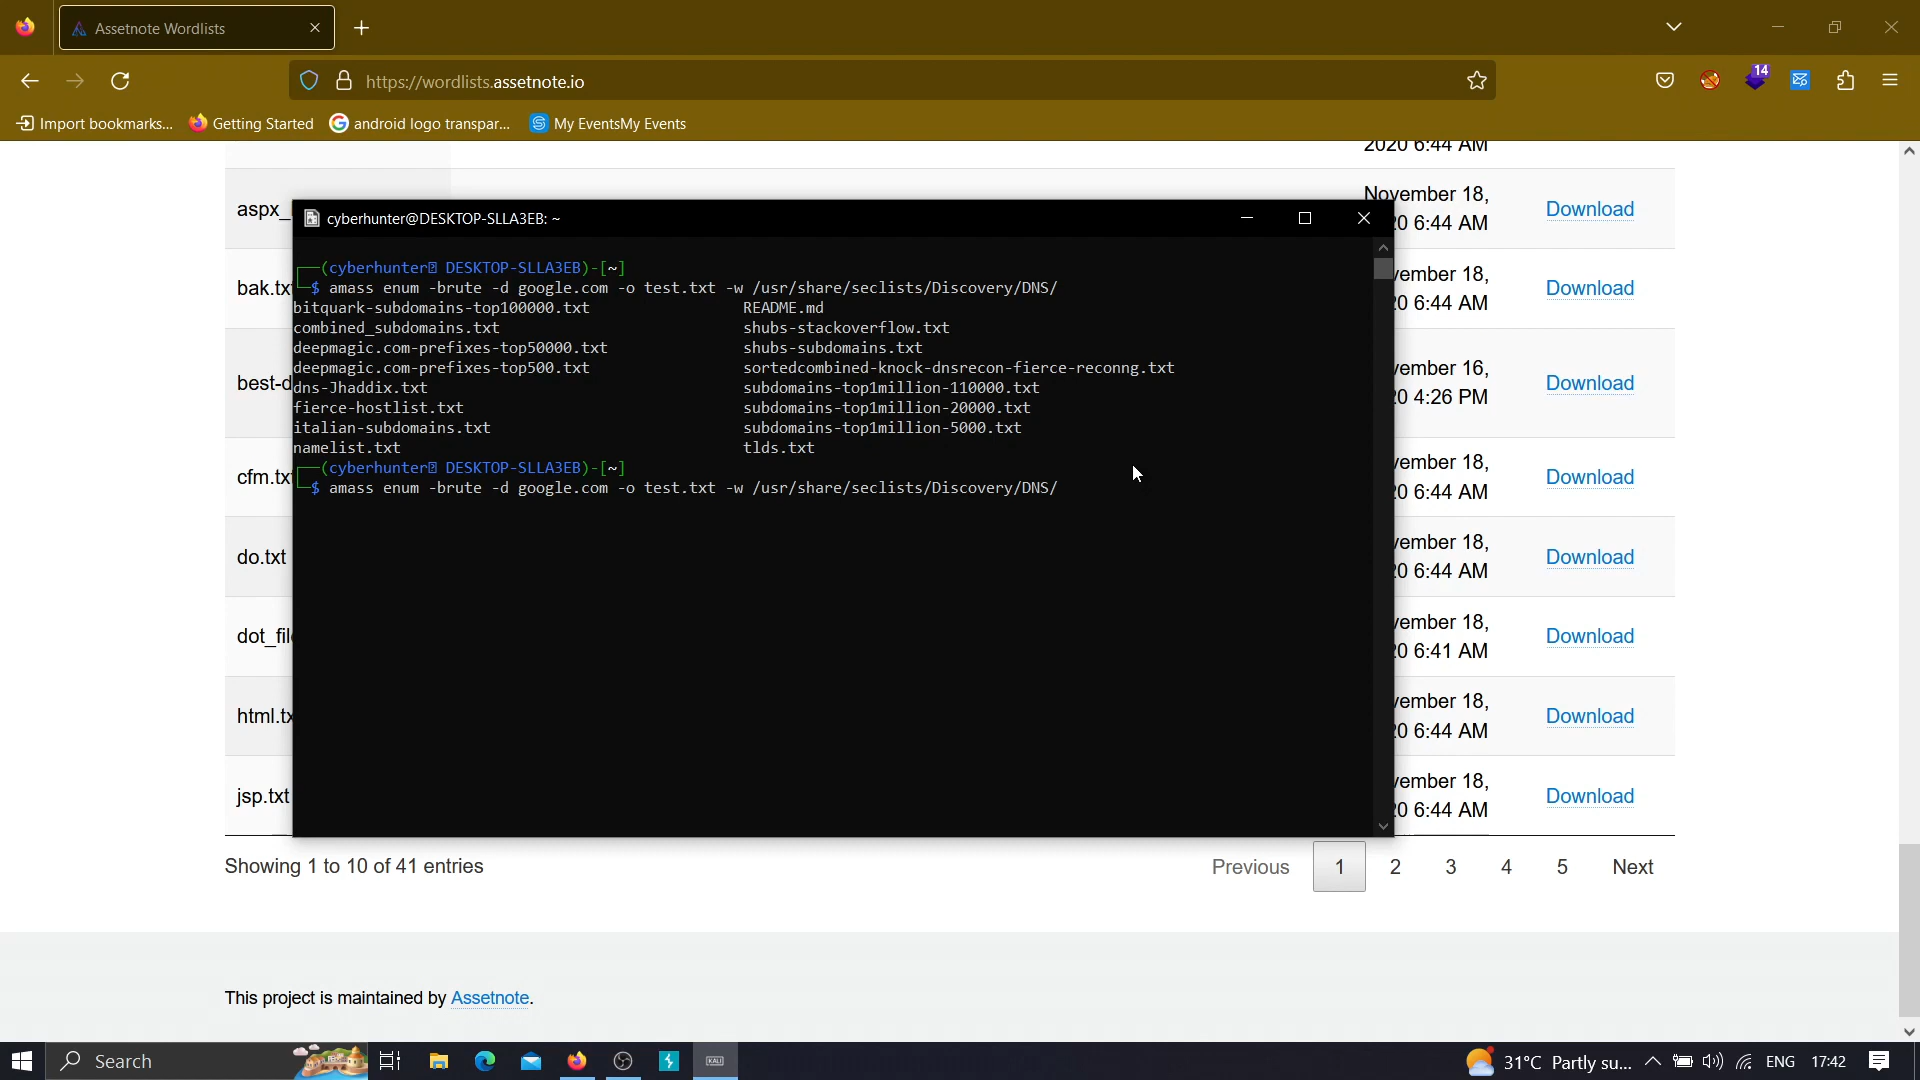 Assetnote Wordlists
https://wordlists.assetnote.io
14
Import bookmarks... Getting Started android logo transpar... My EventsMy Events
2020 6:44 AM
aspx_
November 18,
0 6:44 AM
Download
bak.tx
vember 18,
0 6:44 AM
Download
best-d
vember 16,
0 4:26 PM
Download
cfm.tx
vember 18,
0 6:44 AM
Download
do.txt
vember 18,
0 6:44 AM
Download
dot_fil
vember 18,
0 6:41 AM
Download
html.tx
vember 18,
0 6:44 AM
Download
jsp.txt
vember 18,
0 6:44 AM
Download
cyberhunter@DESKTOP-SLLA3EB: ~
(cyberhunter DESKTOP-SLLA3EB)-[~]
$ amass enum -brute -d google.com -o test.txt -w /usr/share/seclists/Discovery/DNS/
bitquark-subdomains-top100000.txt README.md
combined_subdomains.txt shubs-stackoverflow.txt
deepmagic.com-prefixes-top50000.txt shubs-subdomains.txt
deepmagic.com-prefixes-top500.txt sortedcombined-knock-dnsrecon-fierce-reconng.txt
dns-Jhaddix.txt subdomains-top1million-110000.txt
fierce-hostlist.txt subdomains-top1million-20000.txt
italian-subdomains.txt subdomains-top1million-5000.txt
namelist.txt tlds.txt
(cyberhunter DESKTOP-SLLA3EB)-[~]
$ amass enum -brute -d google.com -o test.txt -w /usr/share/seclists/Discovery/DNS/
Showing 1 to 10 of 41 entries Previous 1 2 3 4 5 Next
This project is maintained by Assetnote.
Search KALI 31°C Partly su... ENG 17:42